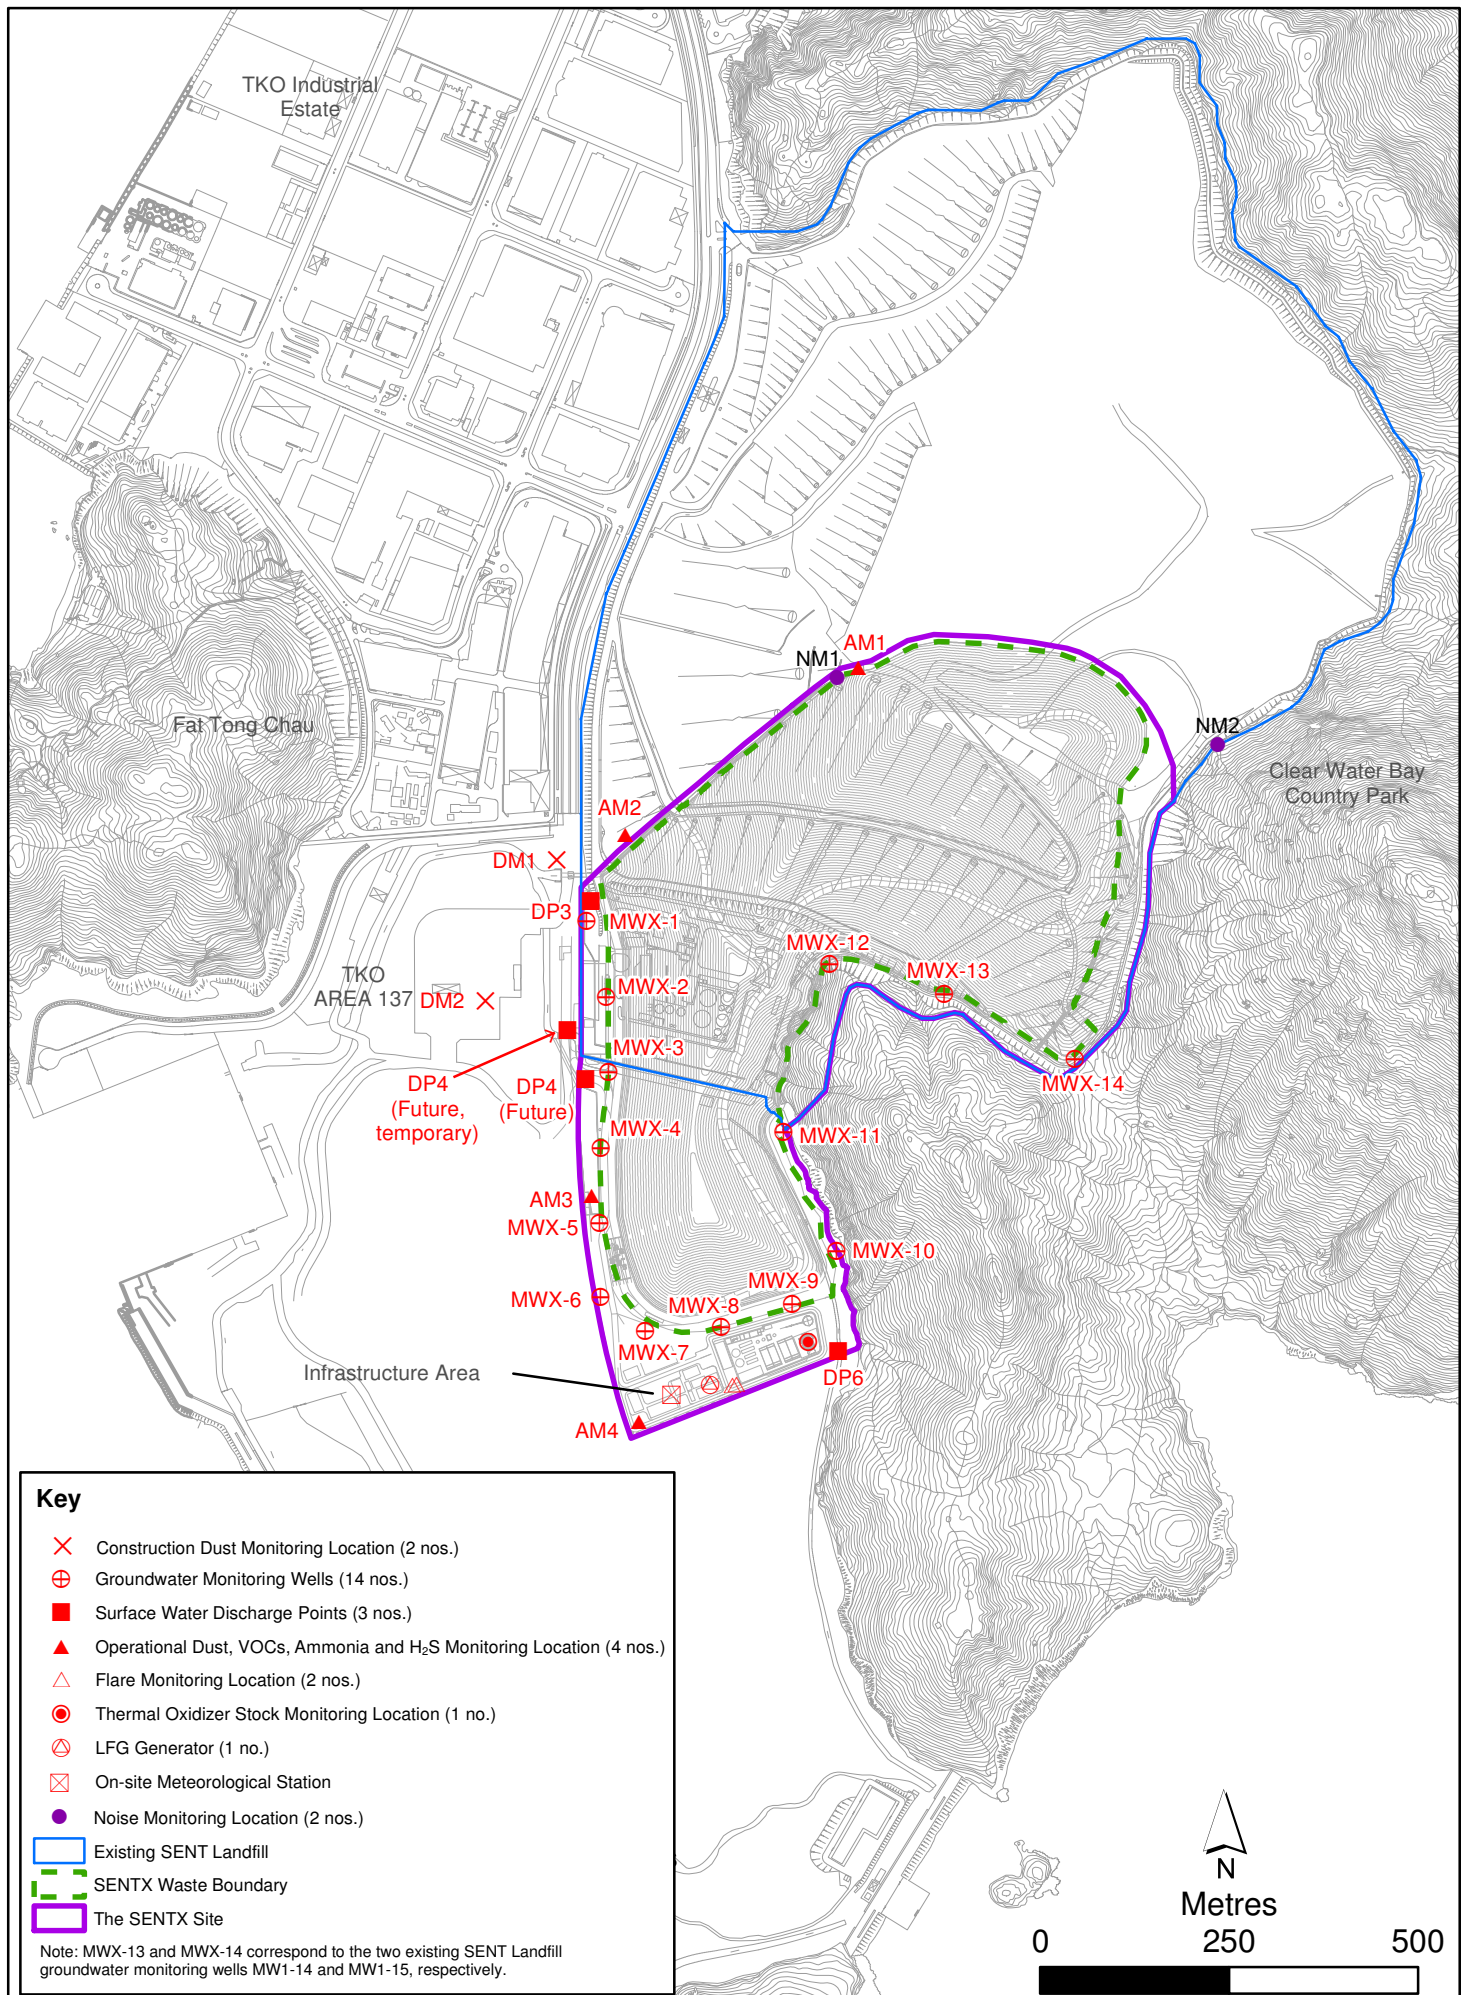 TKO Industrial
Estate
NM1
AM1
NM2
Fat Tong Chau
Clear Water Bay
Country Park
AM2
DM1
DP3
MWX-1
MWX-12
MWX-13
TKO
AREA 137
DM2
MWX-2
MWX-3
DP4
(Future,
temporary)
DP4
(Future)
MWX-14
MWX-4
MWX-11
AM3
MWX-5
MWX-10
MWX-6
MWX-9
MWX-8
MWX-7
Infrastructure Area
DP6
AM4
Key
Construction Dust Monitoring Location (2 nos.)
Groundwater Monitoring Wells (14 nos.)
Surface Water Discharge Points (3 nos.)
Operational Dust, VOCs, Ammonia and H₂S Monitoring Location (4 nos.)
Flare Monitoring Location (2 nos.)
Thermal Oxidizer Stock Monitoring Location (1 no.)
LFG Generator (1 no.)
On-site Meteorological Station
Noise Monitoring Location (2 nos.)
Existing SENT Landfill
SENTX Waste Boundary
The SENTX Site
Note: MWX-13 and MWX-14 correspond to the two existing SENT Landfill
groundwater monitoring wells MW1-14 and MW1-15, respectively.
N
Metres
0 250 500